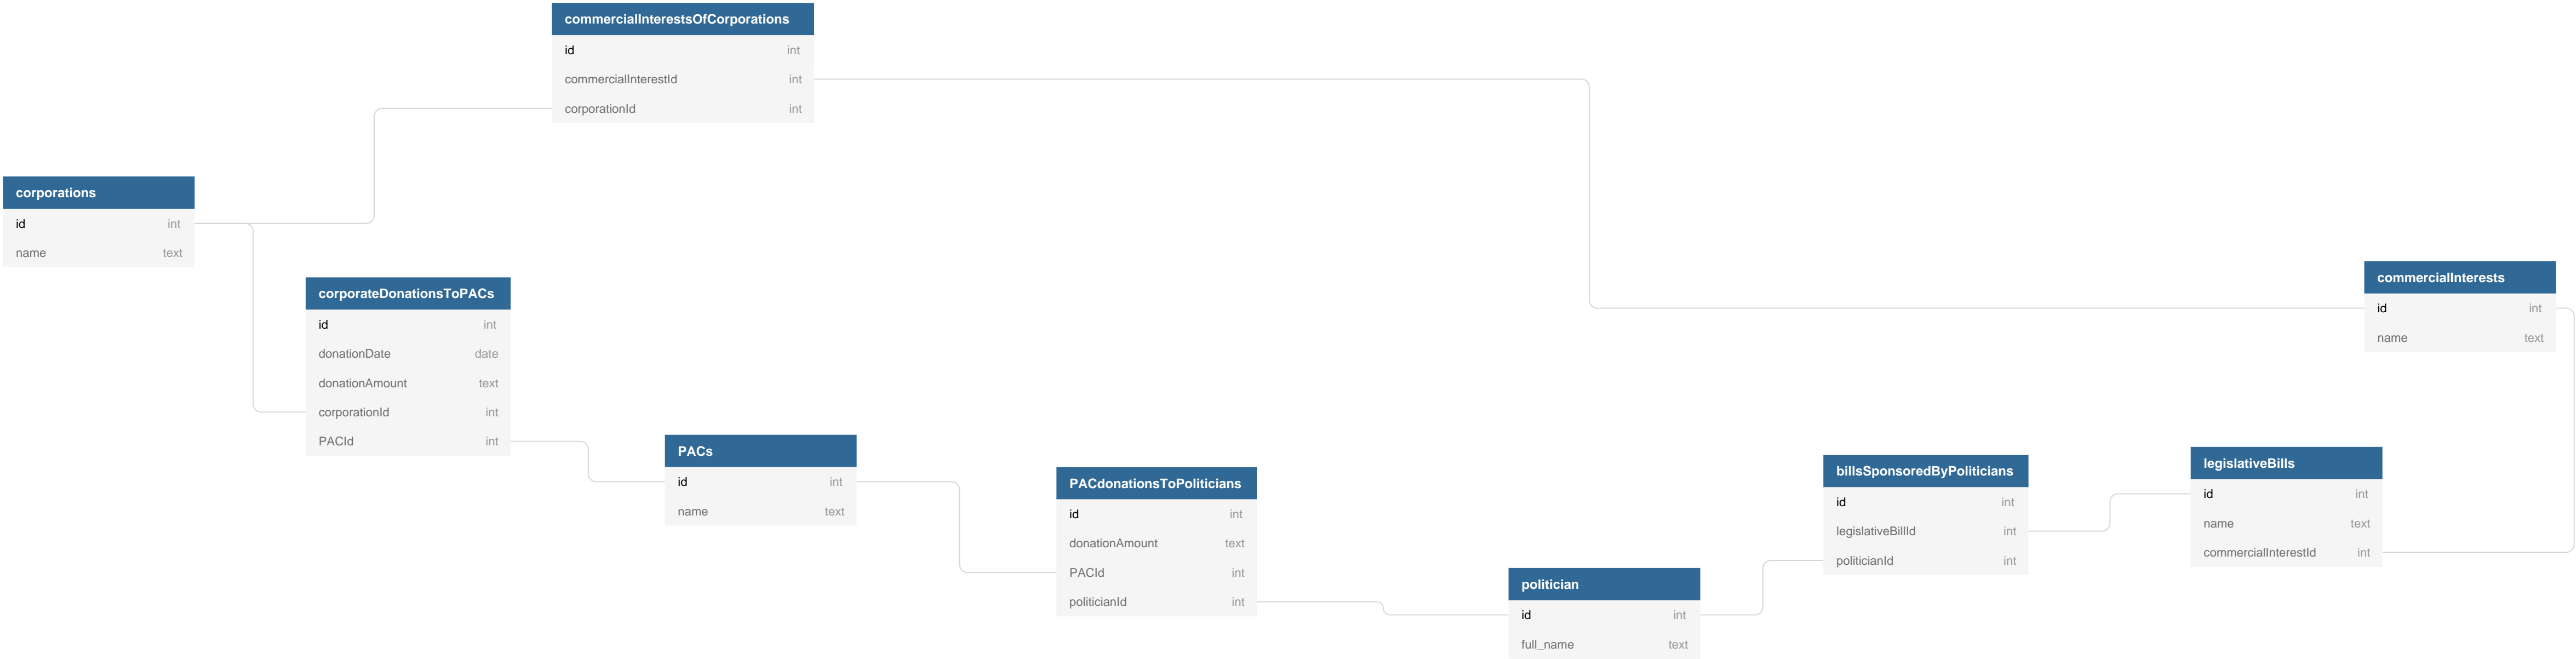 commercialInterestsOfCorporations
id int
commercialInterestId int
corporationId int
corporations
id int
name text
corporateDonationsToPACs
id int
donationDate date
donationAmount text
corporationId int
PACId int
PACs
id int
name text
PACdonationsToPoliticians
id int
donationAmount text
PACId int
politicianId int
politician
id int
full_name text
billsSponsoredByPoliticians
id int
legislativeBillId int
politicianId int
legislativeBills
id int
name text
commercialInterestId int
commercialInterests
id int
name text